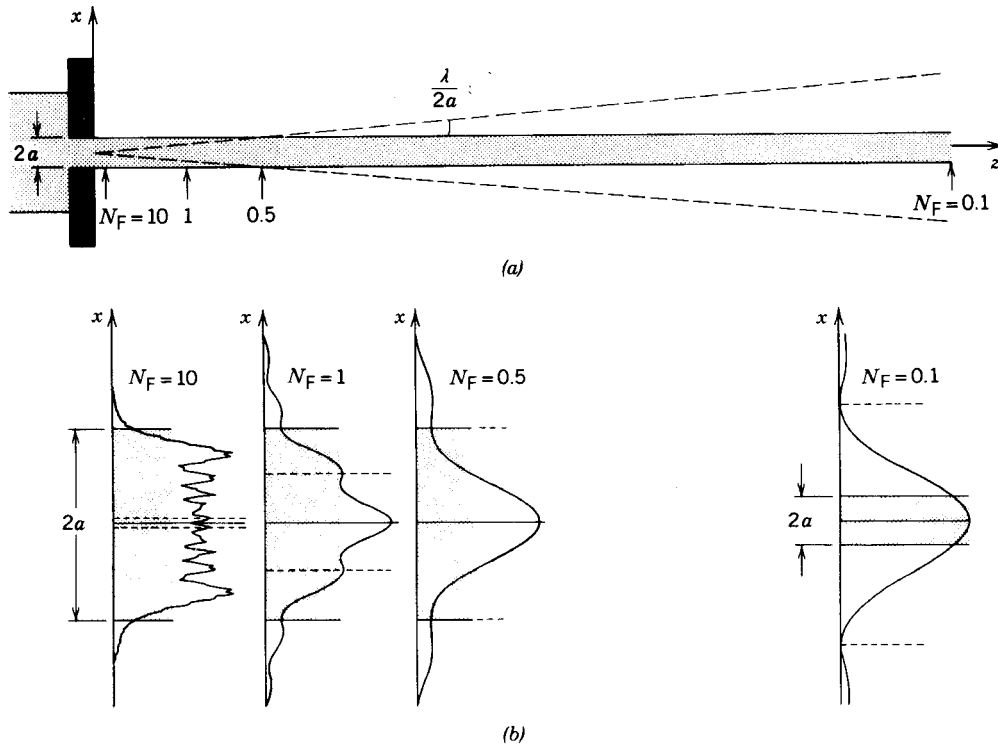 x
λ
2a
2a
N_F = 10
1
0.5
N_F = 0.1
z
(a)
x
x
x
x
N_F = 10
N_F = 1
N_F = 0.5
N_F = 0.1
2a
2a
(b)